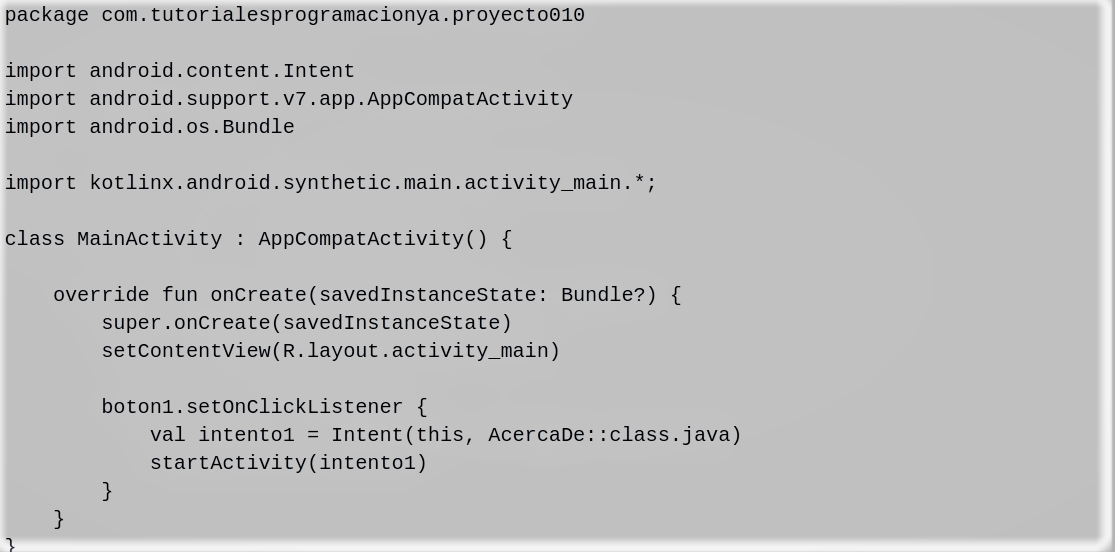 package com.tutorialesprogramacionya.proyecto010
import android.content.Intent
import android.support.v7.app.AppCompatActivity
import android.os.Bundle
import kotlinx.android.synthetic.main.activity_main.*;
class MainActivity : AppCompatActivity() {
    override fun onCreate(savedInstanceState: Bundle?) {
        super.onCreate(savedInstanceState)
        setContentView(R.layout.activity_main)
        boton1.setOnClickListener {
            val intento1 = Intent(this, AcercaDe::class.java)
            startActivity(intento1)
        }
    }
}